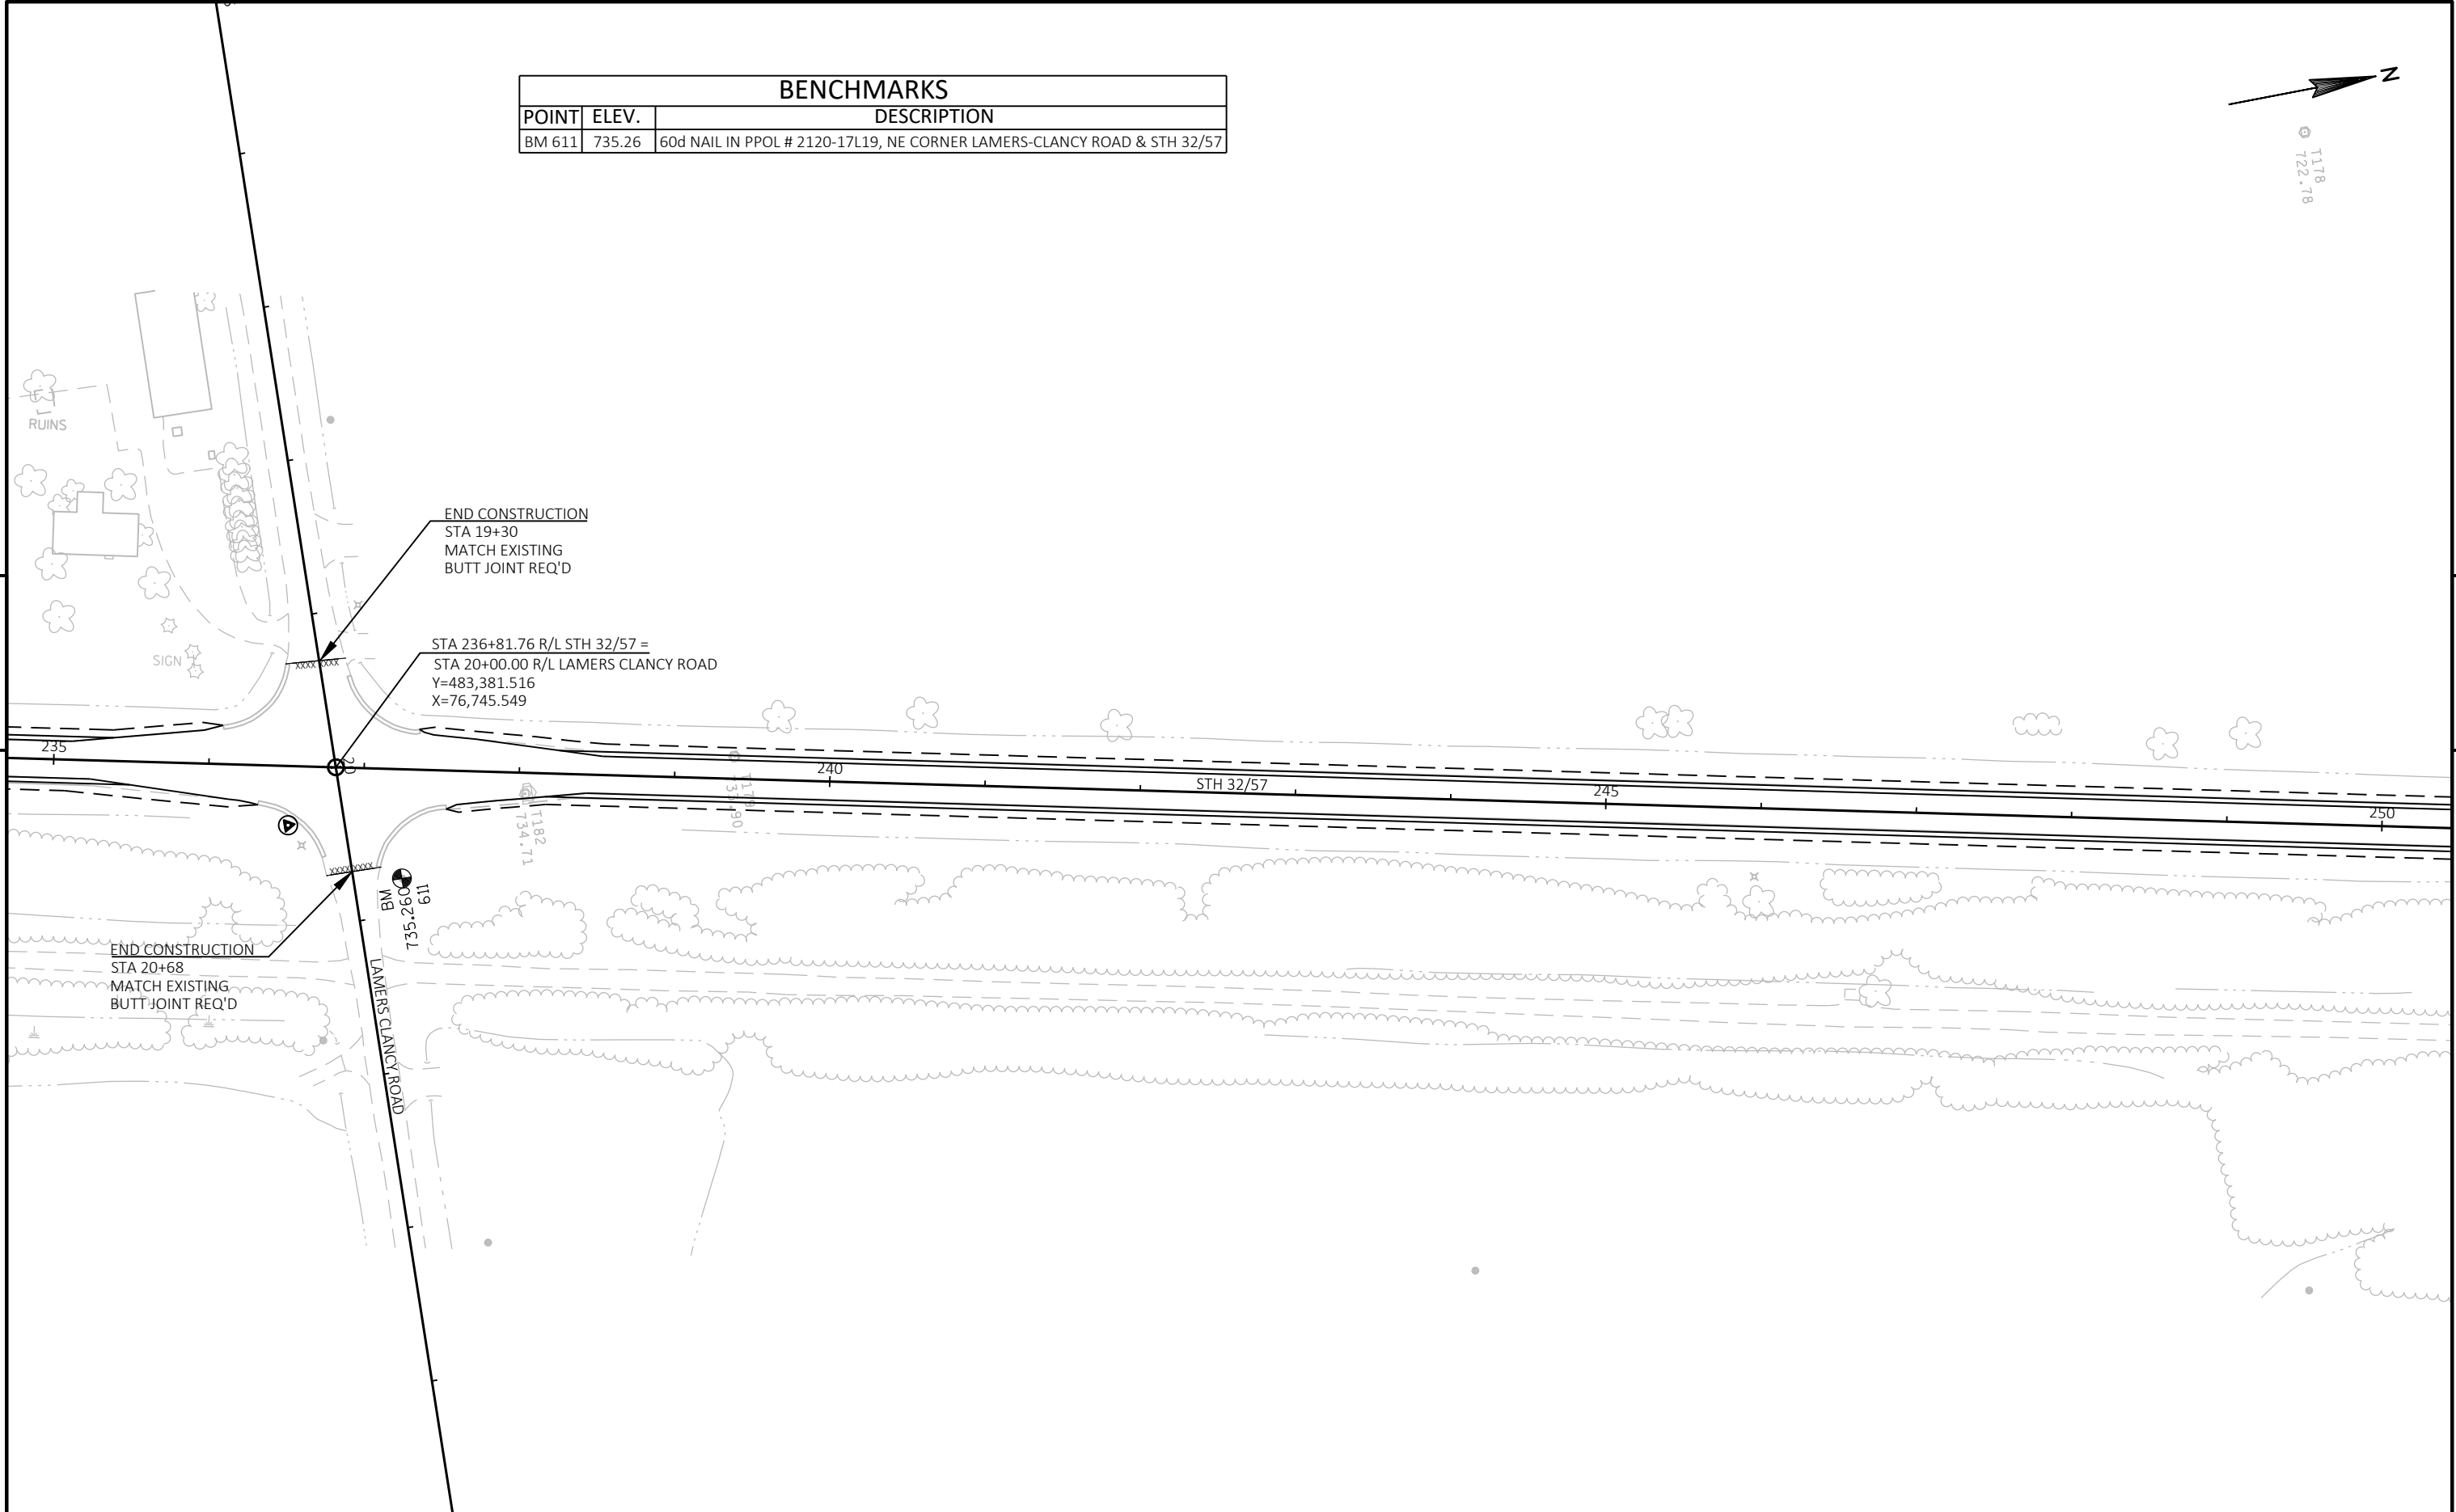 BENCHMARKS
POINT ELEV. DESCRIPTION
BM 611 735.26 60d NAIL IN PPOL # 2120-17L19, NE CORNER LAMERS-CLANCY ROAD & STH 32/57
N
T178
722.78
RUINS
END CONSTRUCTION
STA 19+30
MATCH EXISTING
BUTT JOINT REQ'D
SIGN
XXXX XXXX
STA 236+81.76 R/L STH 32/57 =
STA 20+00.00 R/L LAMERS CLANCY ROAD
Y=483,381.516
X=76,745.549
235
20
240
STH 32/57
245
250
T179
T182
734.71
XXXXXXXXX
BM 611
735.260
END CONSTRUCTION
STA 20+68
MATCH EXISTING
BUTT JOINT REQ'D
LAMERS CLANCY ROAD